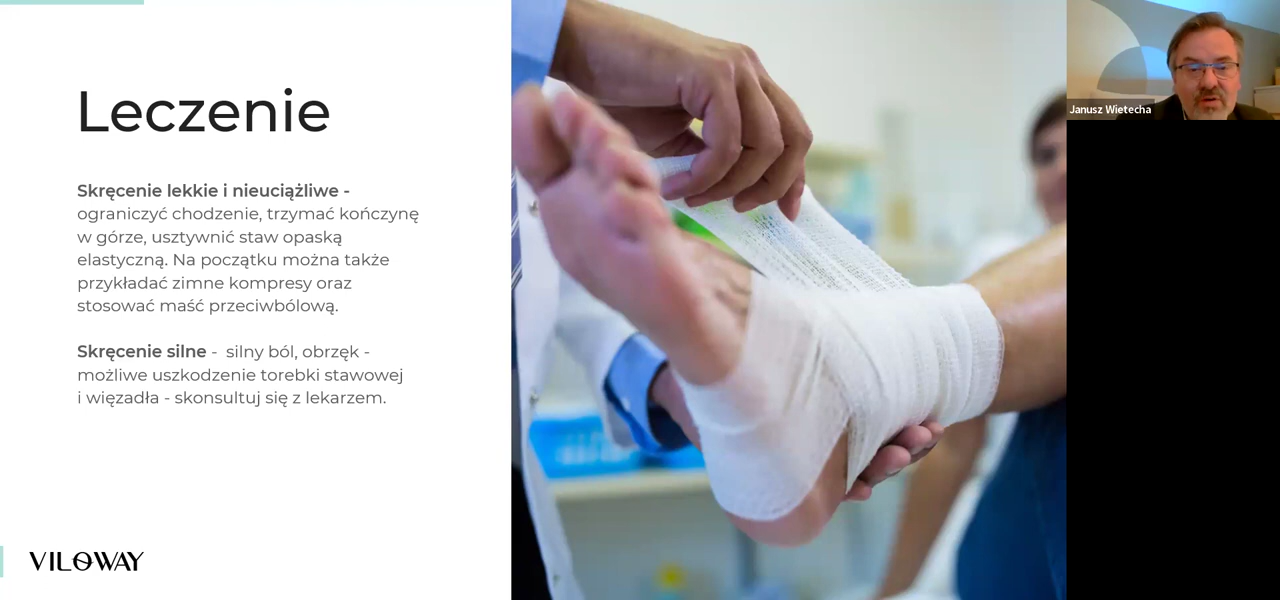 Leczenie
Skręcenie lekkie i nieuciążliwe -
ograniczyć chodzenie, trzymać kończynę
w górze, usztywnić staw opaską
elastyczną. Na początku można także
przykładać zimne kompresy oraz
stosować maść przeciwbólową.
Skręcenie silne - silny ból, obrzęk -
możliwe uszkodzenie torebki stawowej
i więzadła - skonsultuj się z lekarzem.
VILOWAY
Janusz Wietecha